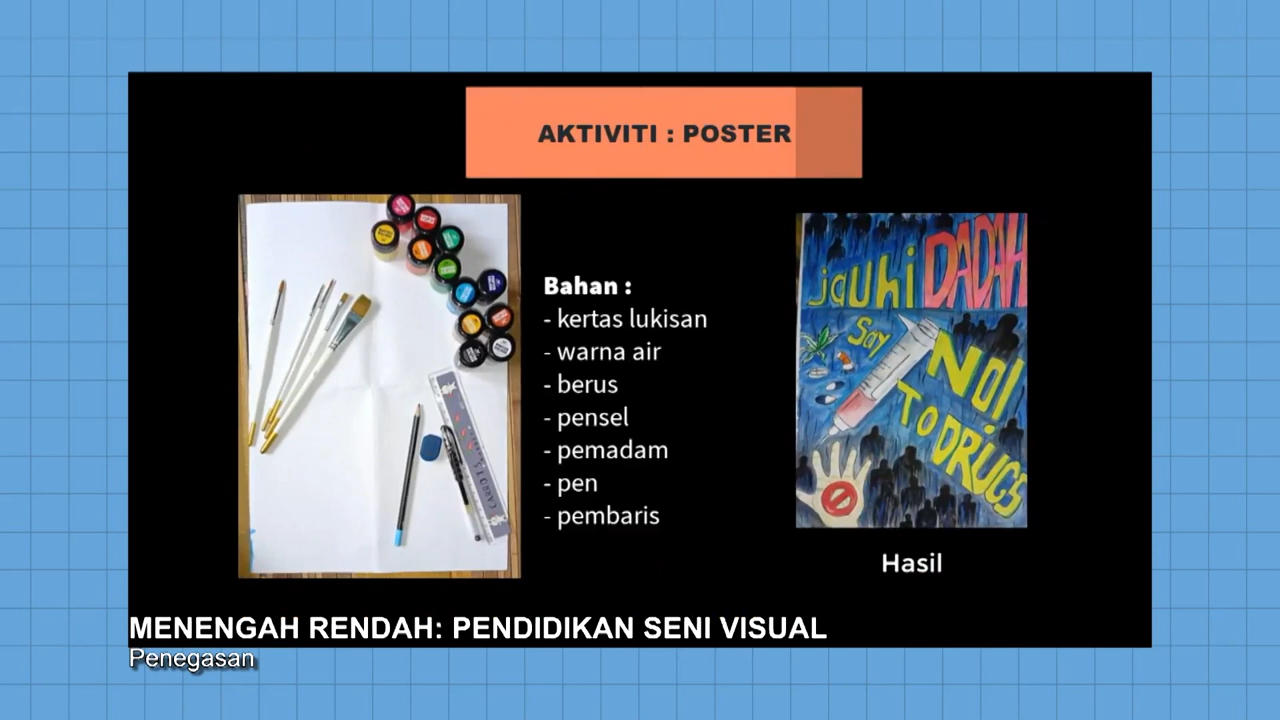 AKTIVITI : POSTER
Bahan :
- kertas lukisan
- warna air
- berus
- pensel
- pemadam
- pen
- pembaris
jauhi DADAH
Say
NO!
TO DRUGS
Hasil
MENENGAH RENDAH: PENDIDIKAN SENI VISUAL
Penegasan